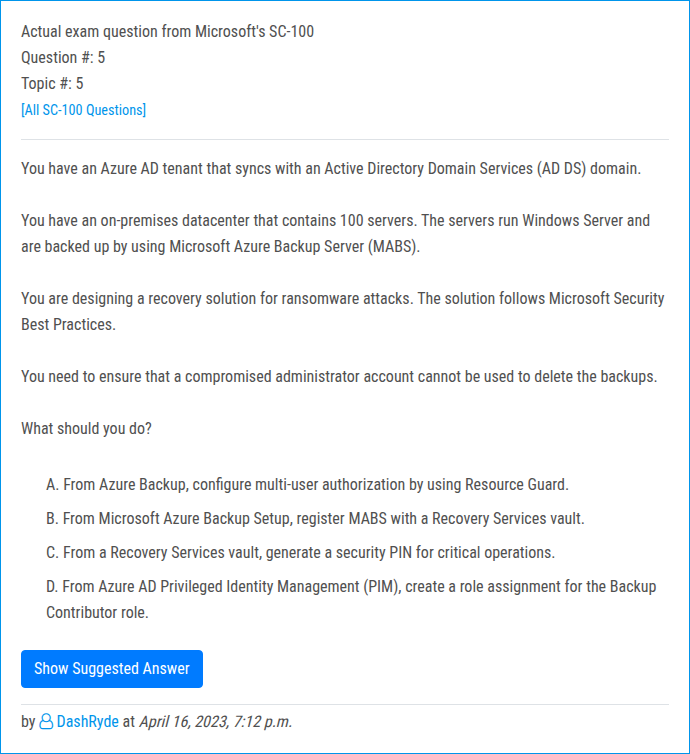 Actual exam question from Microsoft's SC-100
Question #: 5
Topic #: 5
[All SC-100 Questions]
You have an Azure AD tenant that syncs with an Active Directory Domain Services (AD DS) domain.
You have an on-premises datacenter that contains 100 servers. The servers run Windows Server and
are backed up by using Microsoft Azure Backup Server (MABS).
You are designing a recovery solution for ransomware attacks. The solution follows Microsoft Security
Best Practices.
You need to ensure that a compromised administrator account cannot be used to delete the backups.
What should you do?
A. From Azure Backup, configure multi-user authorization by using Resource Guard.
B. From Microsoft Azure Backup Setup, register MABS with a Recovery Services vault.
C. From a Recovery Services vault, generate a security PIN for critical operations.
D. From Azure AD Privileged Identity Management (PIM), create a role assignment for the Backup
Contributor role.
Show Suggested Answer
by DashRyde at April 16, 2023, 7:12 p.m.